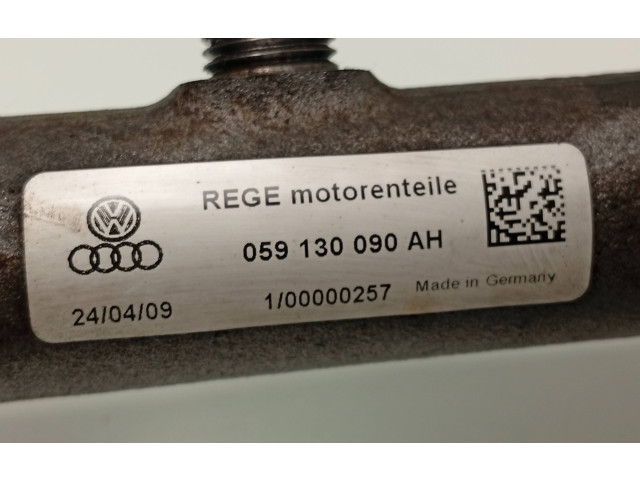 REGE motorenteile
059 130 090 AH
24/04/09
1/00000257
Made in Germany